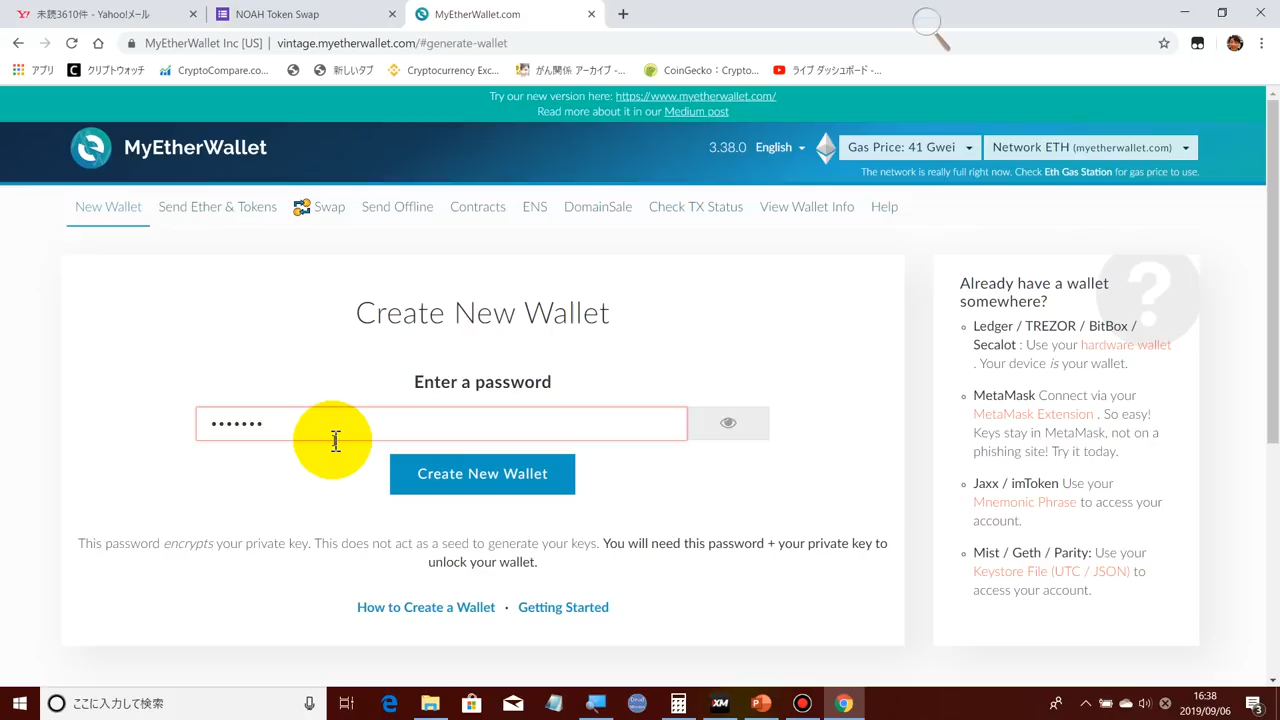 未読3610件 - Yahoo!メール
NOAH Token Swap
MyEtherWallet.com
MyEtherWallet Inc [US] | vintage.myetherwallet.com/#generate-wallet
アプリ
クリプトウォッチ
CryptoCompare.co...
新しいタブ
Cryptocurrency Exc...
がん関係 アーカイブ -...
CoinGecko：Crypto...
ライブ ダッシュボード -...
Try our new version here: https://www.myetherwallet.com/
Read more about it in our Medium post
MyEtherWallet
3.38.0 English
Gas Price: 41 Gwei
Network ETH (myetherwallet.com)
The network is really full right now. Check Eth Gas Station for gas price to use.
New Wallet
Send Ether & Tokens
Swap
Send Offline
Contracts
ENS
DomainSale
Check TX Status
View Wallet Info
Help
Create New Wallet
Enter a password
•••••••
Create New Wallet
This password encrypts your private key. This does not act as a seed to generate your keys. You will need this password + your private key to
unlock your wallet.
How to Create a Wallet · Getting Started
Already have a wallet
somewhere?
Ledger / TREZOR / BitBox /
Secalot : Use your hardware wallet
. Your device is your wallet.
MetaMask Connect via your
MetaMask Extension . So easy!
Keys stay in MetaMask, not on a
phishing site! Try it today.
Jaxx / imToken Use your
Mnemonic Phrase to access your
account.
Mist / Geth / Parity: Use your
Keystore File (UTC / JSON) to
access your account.
ここに入力して検索
XM
16:38
2019/09/06
3